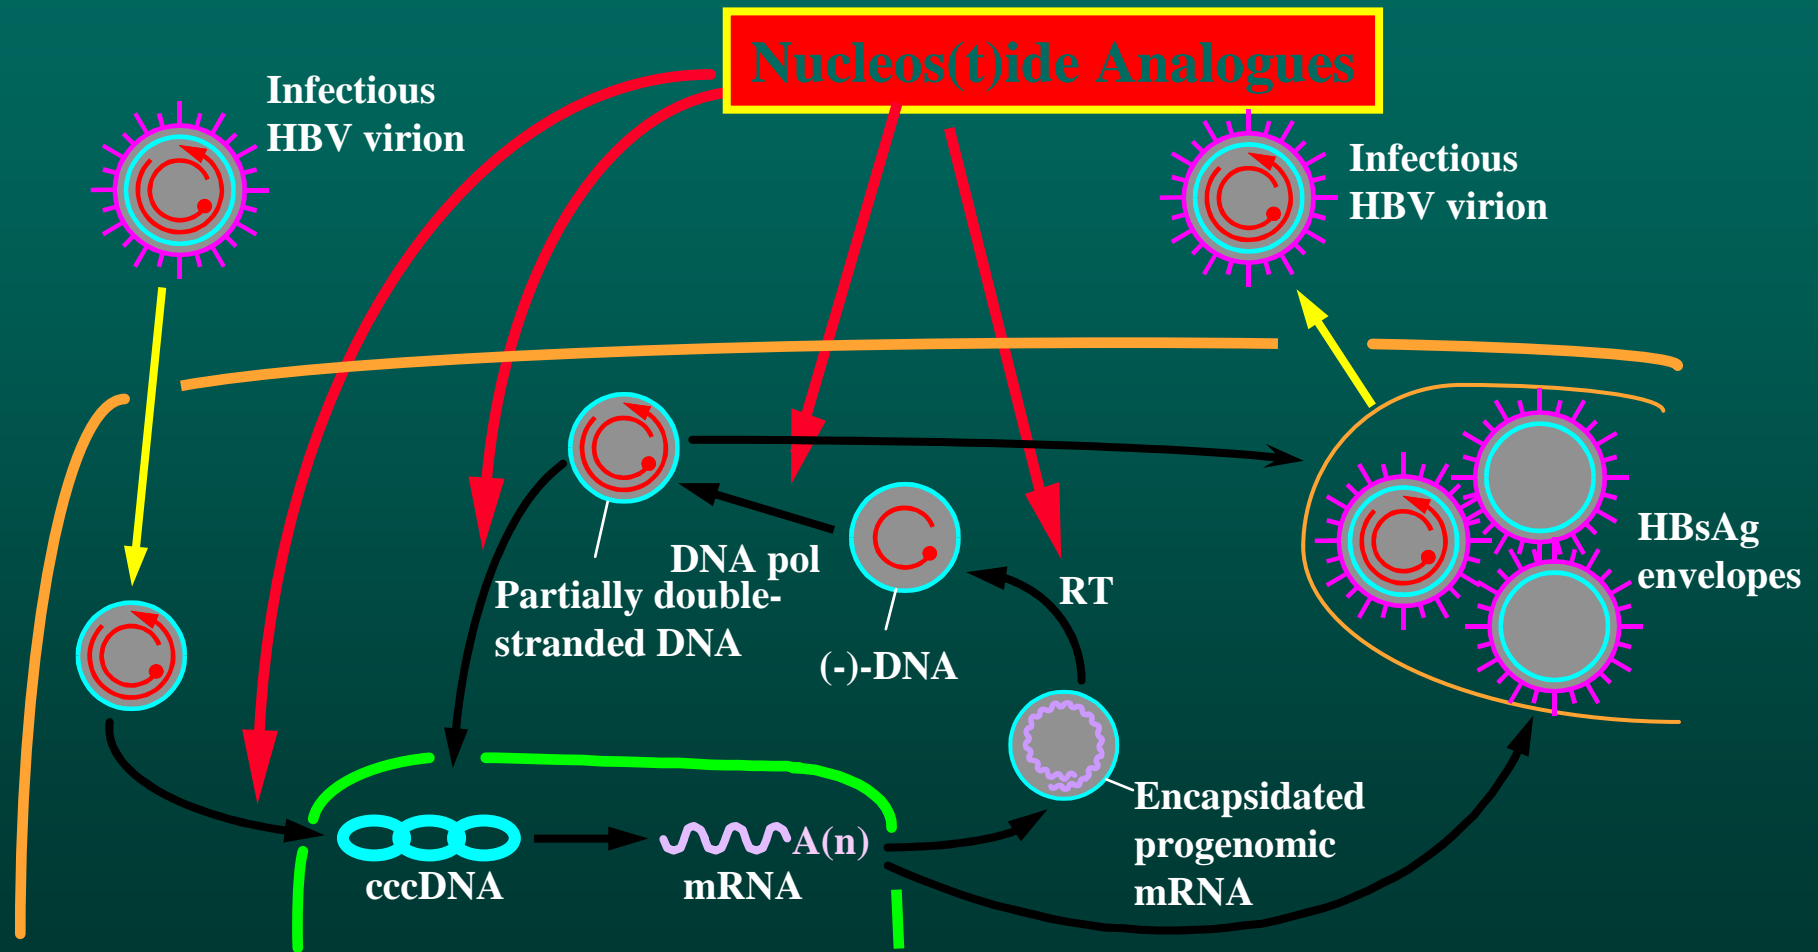 Nucleos(t)ide Analogues
Infectious
HBV virion
Infectious
HBV virion
DNA pol
Partially double-
stranded DNA
(-)-DNA
RT
HBsAg
envelopes
Encapsidated
progenomic
mRNA
A(n)
cccDNA
mRNA